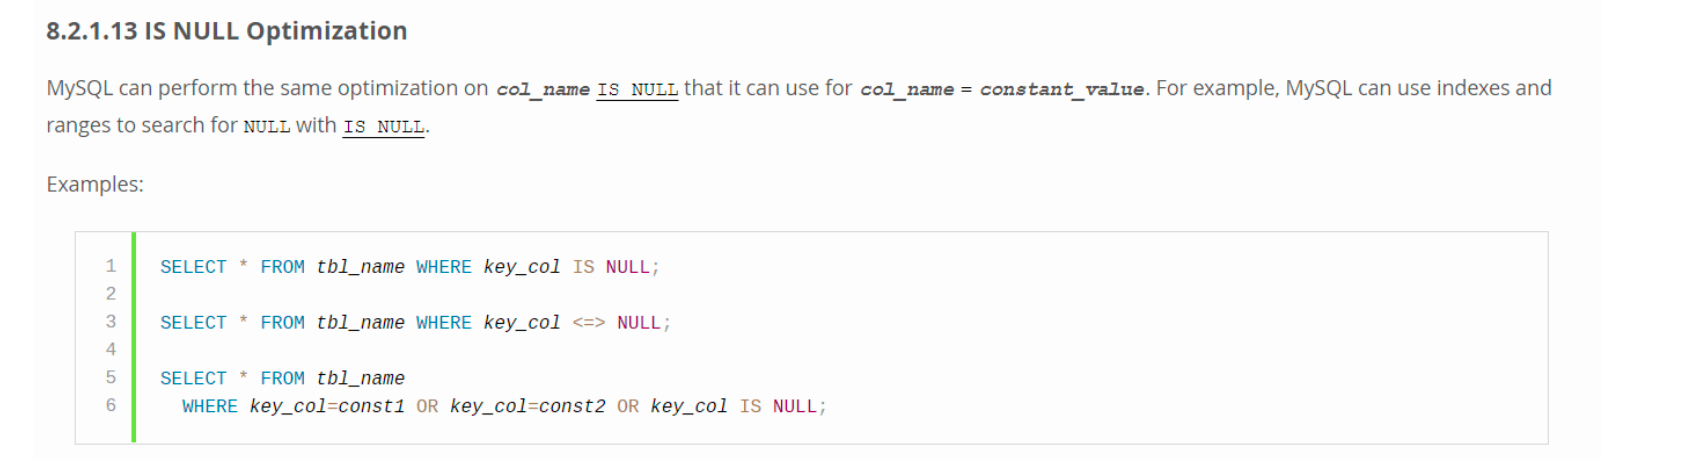 8.2.1.13 IS NULL Optimization
MySQL can perform the same optimization on col_name IS NULL that it can use for col_name = constant_value. For example, MySQL can use indexes and
ranges to search for NULL with IS NULL.
Examples:
1 SELECT * FROM tbl_name WHERE key_col IS NULL;
2
3 SELECT * FROM tbl_name WHERE key_col <=> NULL;
4
5 SELECT * FROM tbl_name
6 WHERE key_col=const1 OR key_col=const2 OR key_col IS NULL;